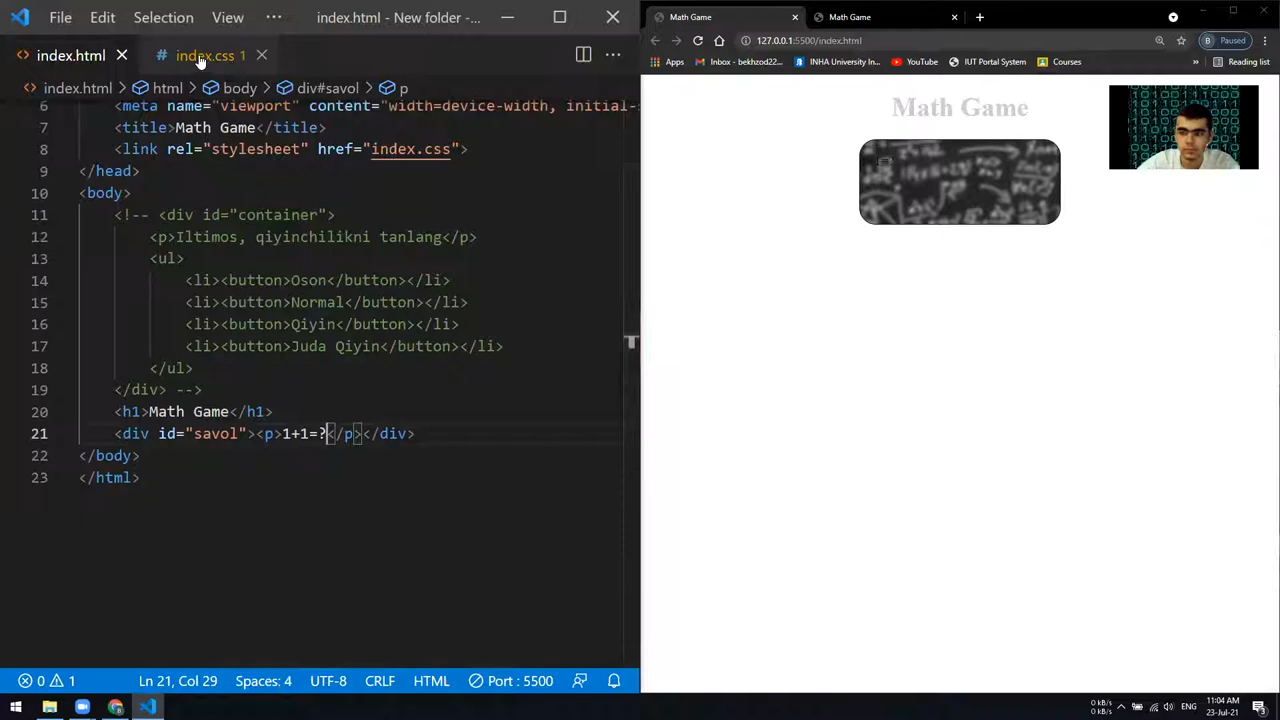 File Edit Selection View ··· index.html - New folder -...
index.html
# index.css 1
index.html > html > body > div#savol > p
6 <meta name="viewport" content="width=device-width, initial-s
7 <title>Math Game</title>
8 <link rel="stylesheet" href="index.css">
9 </head>
10 <body>
11 <!-- <div id="container">
12 <p>Iltimos, qiyinchilikni tanlang</p>
13 <ul>
14 <li><button>Oson</button></li>
15 <li><button>Normal</button></li>
16 <li><button>Qiyin</button></li>
17 <li><button>Juda Qiyin</button></li>
18 </ul>
19 </div> -->
20 <h1>Math Game</h1>
21 <div id="savol"><p>1+1=?</p></div>
22 </body>
23 </html>
0 1 Ln 21, Col 29 Spaces: 4 UTF-8 CRLF HTML Port : 5500
Math Game
Math Game
127.0.0.1:5500/index.html
B Paused
Apps Inbox - bekhzod22... INHA University In... YouTube IUT Portal System Courses » Reading list
Math Game
0 kB/s
0 kB/s
ENG
11:04 AM
23-Jul-21
3